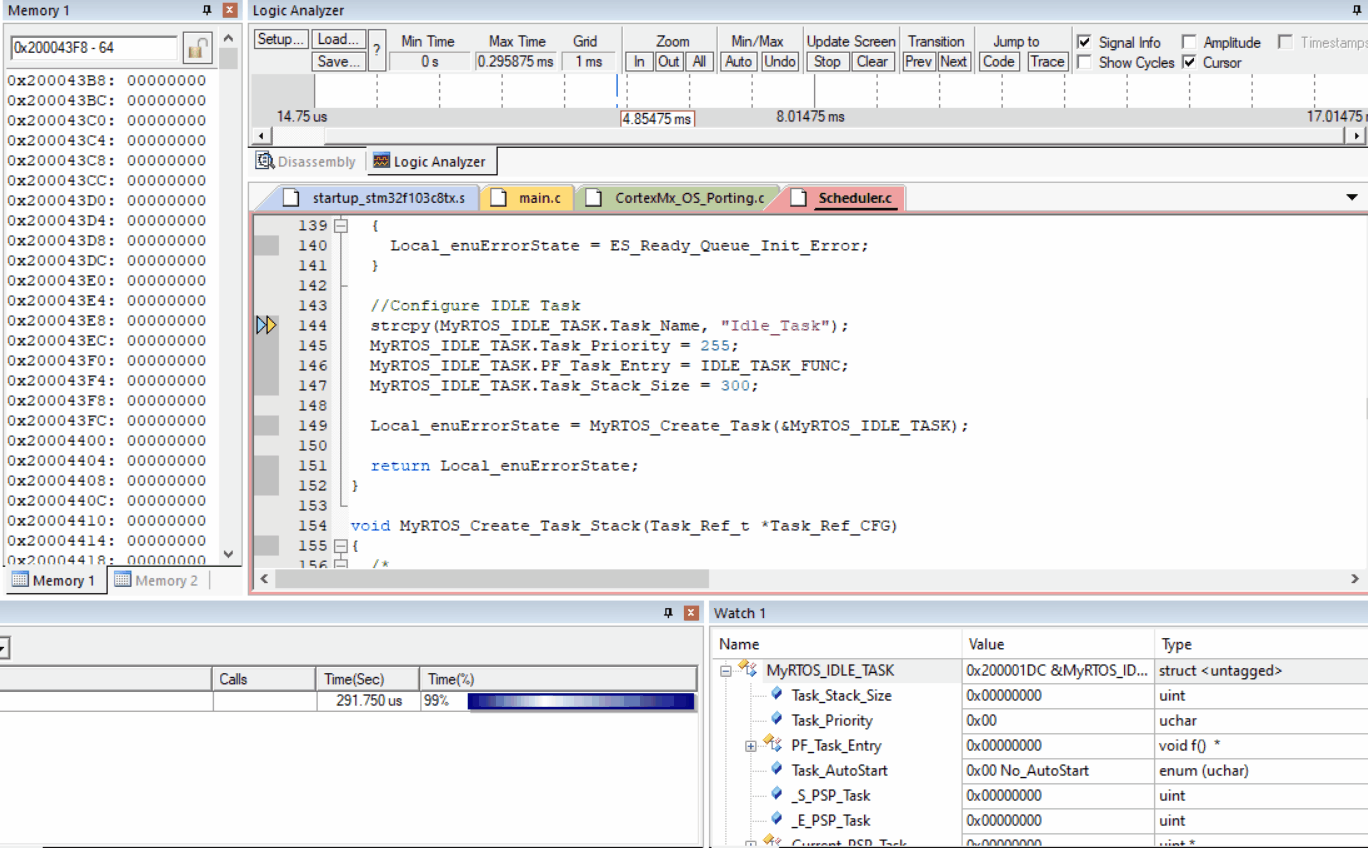 Memory 1
0x200043F8 - 64
0x200043B8: 00000000
0x200043BC: 00000000
0x200043C0: 00000000
0x200043C4: 00000000
0x200043C8: 00000000
0x200043CC: 00000000
0x200043D0: 00000000
0x200043D4: 00000000
0x200043D8: 00000000
0x200043DC: 00000000
0x200043E0: 00000000
0x200043E4: 00000000
0x200043E8: 00000000
0x200043EC: 00000000
0x200043F0: 00000000
0x200043F4: 00000000
0x200043F8: 00000000
0x200043FC: 00000000
0x20004400: 00000000
0x20004404: 00000000
0x20004408: 00000000
0x2000440C: 00000000
0x20004410: 00000000
0x20004414: 00000000
0x20004418: 00000000
Memory 1 Memory 2
Logic Analyzer
Setup... Load... ? Min Time Max Time Grid Zoom Min/Max Update Screen Transition Jump to Signal Info Amplitude Timestamps
Save... 0 s 0.295875 ms 1 ms In Out All Auto Undo Stop Clear Prev Next Code Trace Show Cycles Cursor
14.75 us 4.85475 ms 8.01475 ms 17.01475
Disassembly Logic Analyzer
startup_stm32f103c8tx.s main.c CortexMx_OS_Porting.c Scheduler.c
139 {
140 Local_enuErrorState = ES_Ready_Queue_Init_Error;
141 }
142
143 //Configure IDLE Task
144 strcpy(MyRTOS_IDLE_TASK.Task_Name, "Idle_Task");
145 MyRTOS_IDLE_TASK.Task_Priority = 255;
146 MyRTOS_IDLE_TASK.PF_Task_Entry = IDLE_TASK_FUNC;
147 MyRTOS_IDLE_TASK.Task_Stack_Size = 300;
148
149 Local_enuErrorState = MyRTOS_Create_Task(&MyRTOS_IDLE_TASK);
150
151 return Local_enuErrorState;
152 }
153
154 void MyRTOS_Create_Task_Stack(Task_Ref_t *Task_Ref_CFG)
155 {
156 /*
Calls Time(Sec) Time(%)
291.750 us 99%
Watch 1
Name Value Type
MyRTOS_IDLE_TASK 0x200001DC &MyRTOS_ID... struct <untagged>
Task_Stack_Size 0x00000000 uint
Task_Priority 0x00 uchar
PF_Task_Entry 0x00000000 void f() *
Task_AutoStart 0x00 No_AutoStart enum (uchar)
_S_PSP_Task 0x00000000 uint
_E_PSP_Task 0x00000000 uint
Current_PSP_Task 0x00000000 uint *